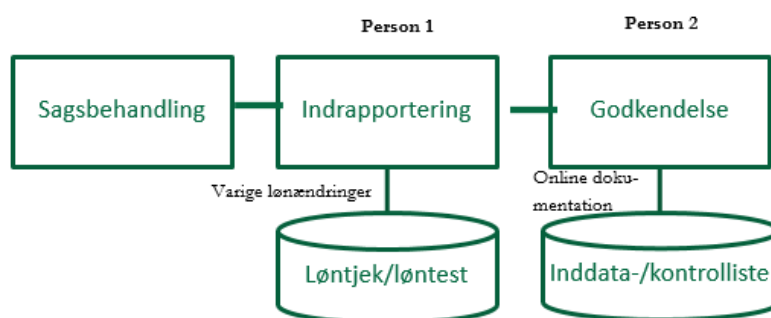 Person 1
Person 2
Sagsbehandling
Indrapportering
Godkendelse
Varige lønændringer
Online doku-
mentation
Løntjek/løntest
Inddata-/kontrolliste